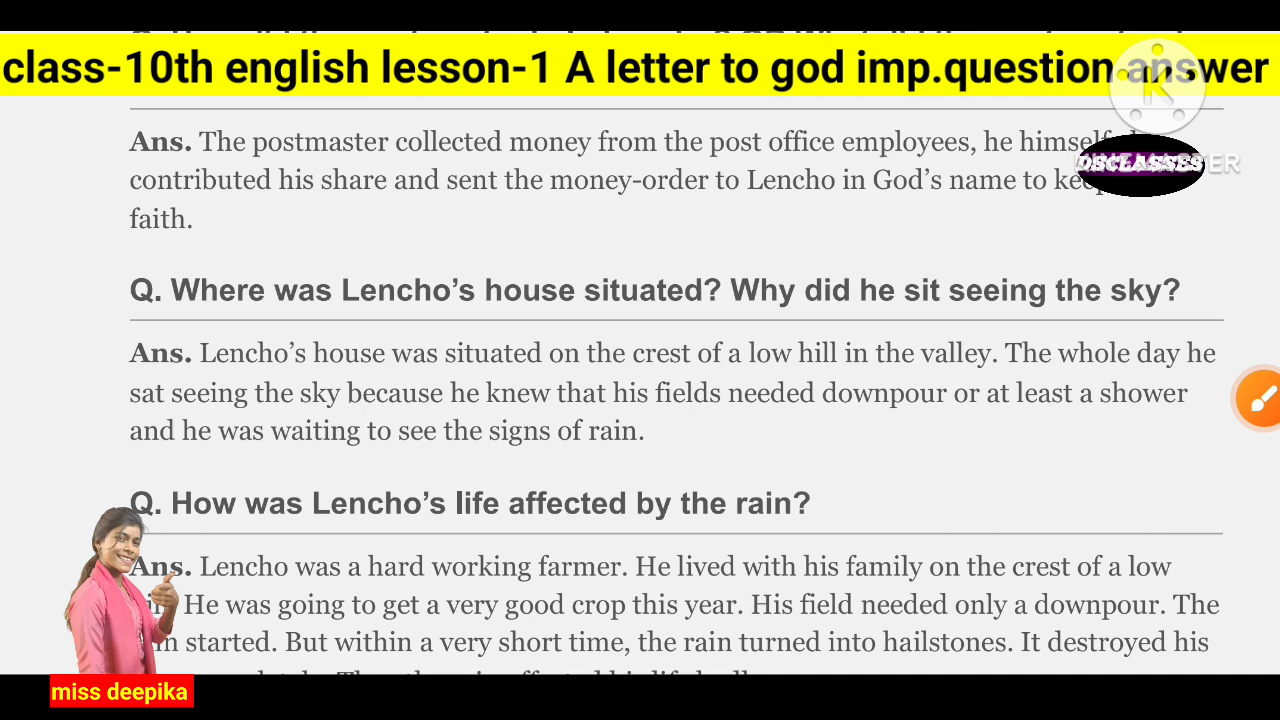 class-10th english lesson-1 A letter to god imp.question answer
Ans. The postmaster collected money from the post office employees, he himself
contributed his share and sent the money-order to Lencho in God’s name to
faith.
DSCLASSES
Q. Where was Lencho’s house situated? Why did he sit seeing the sky?
Ans. Lencho’s house was situated on the crest of a low hill in the valley. The whole day he
sat seeing the sky because he knew that his fields needed downpour or at least a shower
and he was waiting to see the signs of rain.
Q. How was Lencho’s life affected by the rain?
Ans. Lencho was a hard working farmer. He lived with his family on the crest of a low
He was going to get a very good crop this year. His field needed only a downpour. The
started. But within a very short time, the rain turned into hailstones. It destroyed his
miss deepika